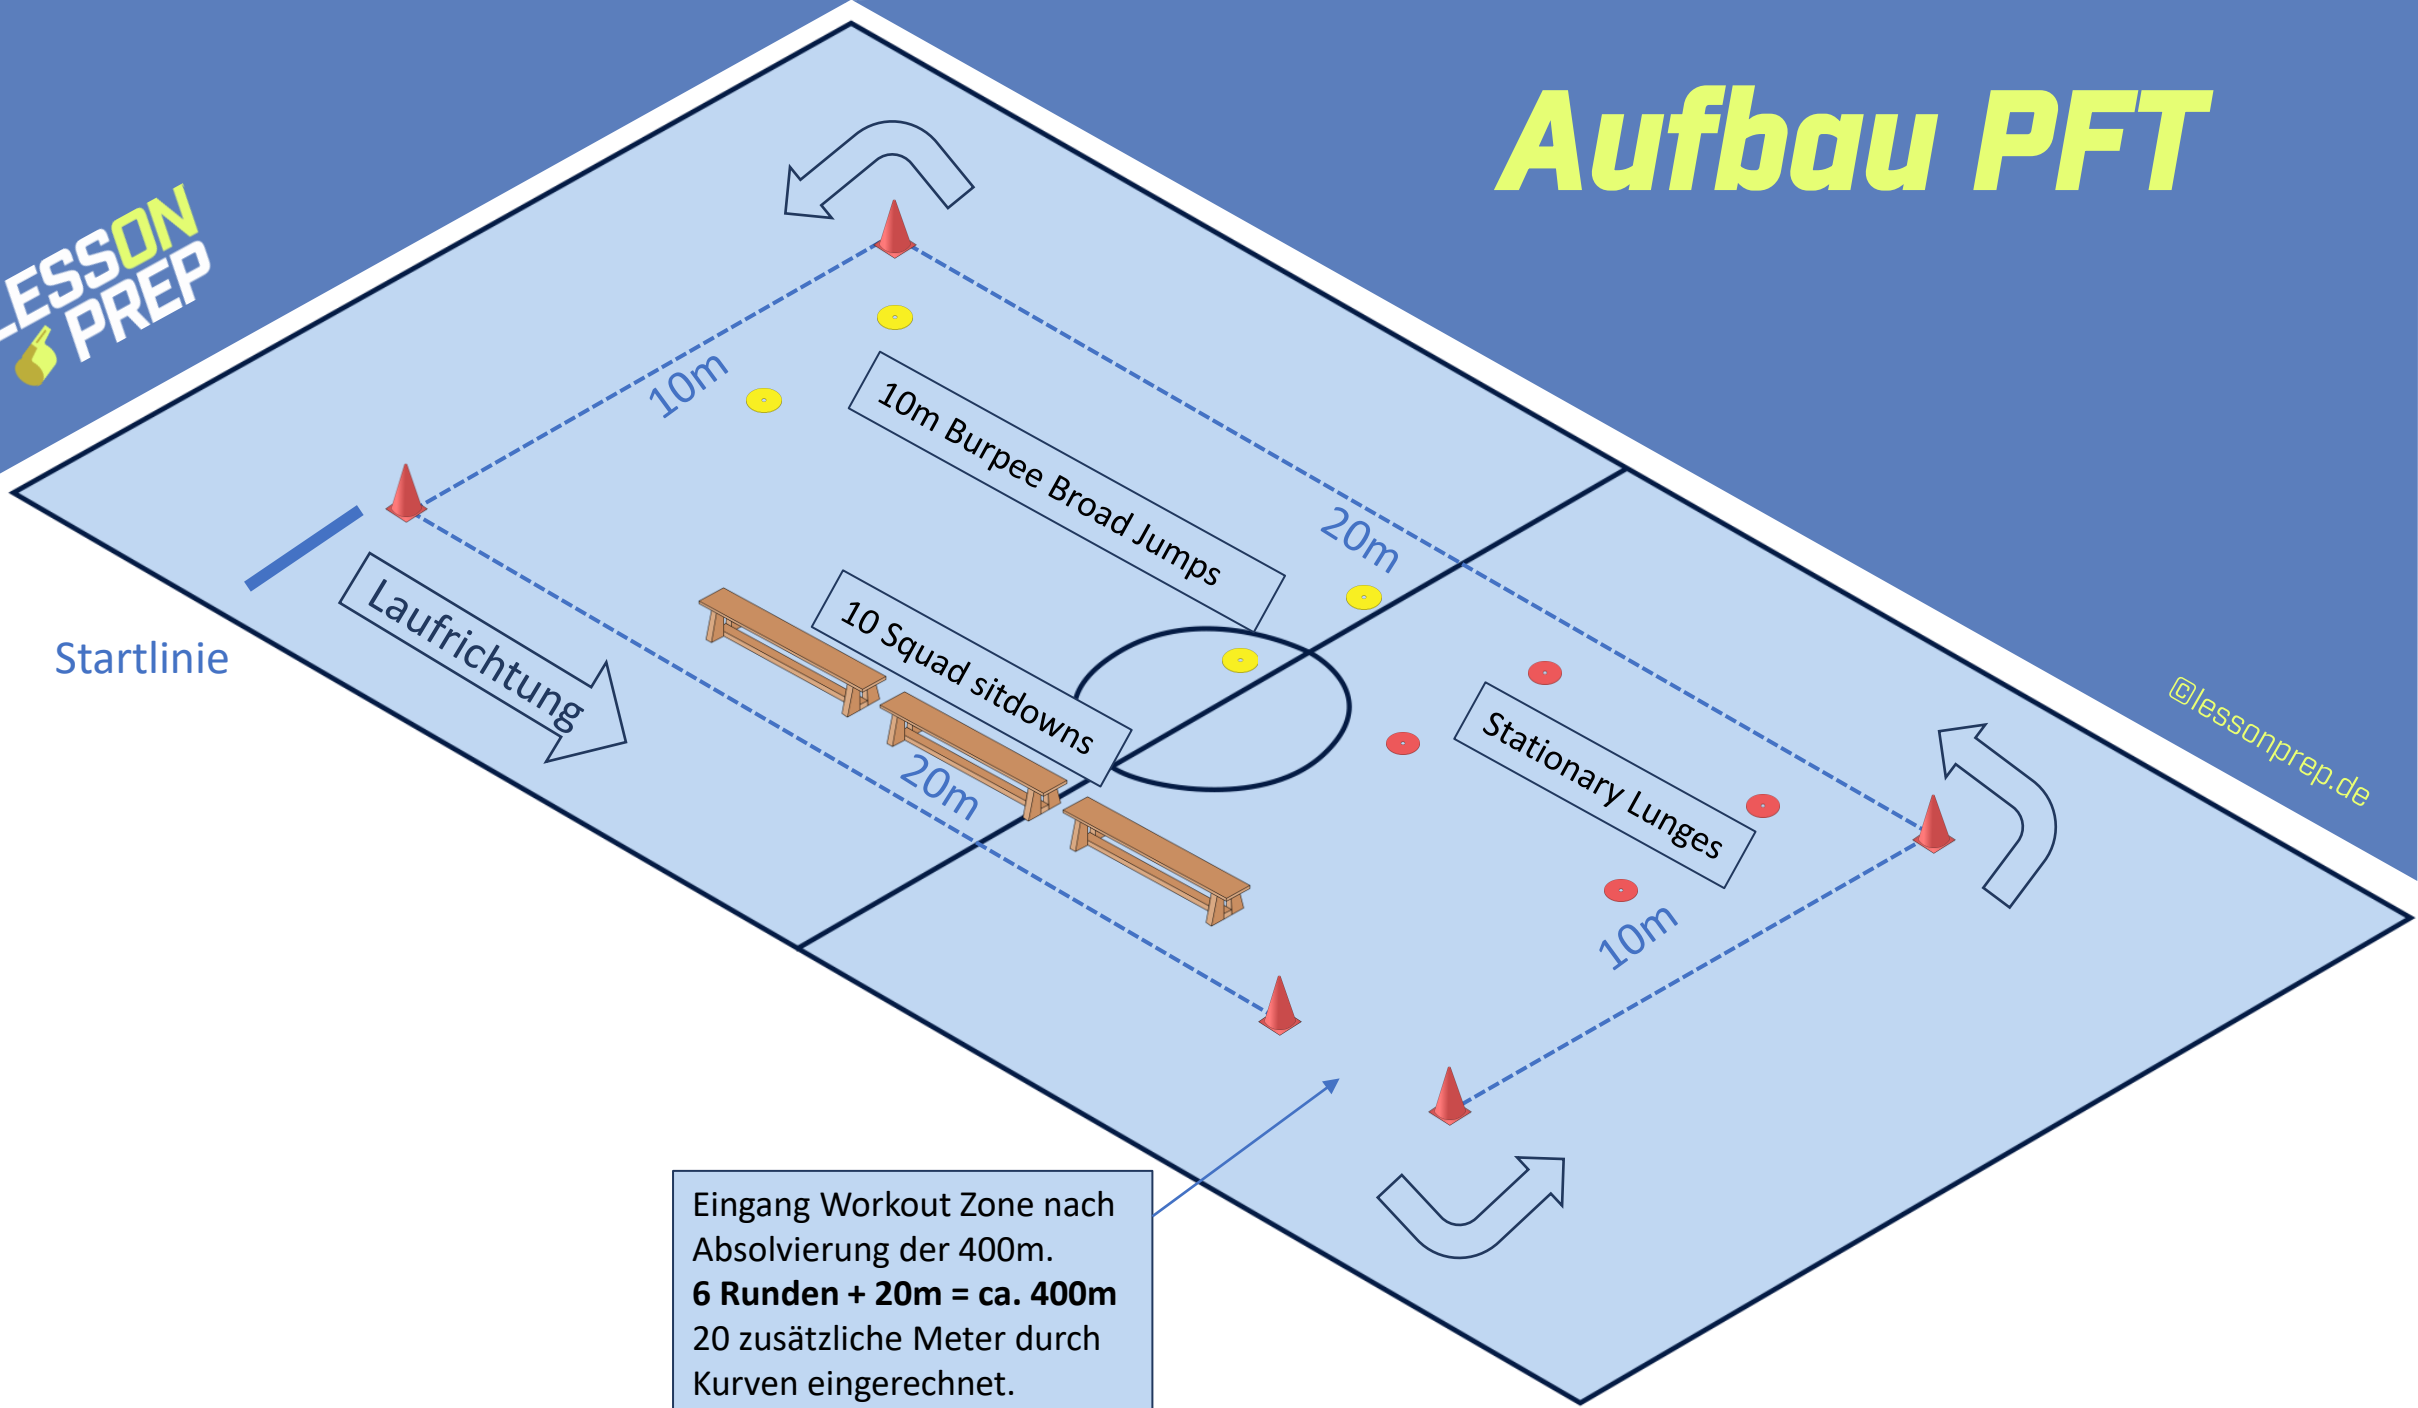 Aufbau PFT
LESSON
PREP
10m
10m Burpee Broad Jumps
20m
10 Squad sitdowns
Laufrichtung
Startlinie
20m
Stationary Lunges
10m
©lessonprep.de
Eingang Workout Zone nach
Absolvierung der 400m.
6 Runden + 20m = ca. 400m
20 zusätzliche Meter durch
Kurven eingerechnet.